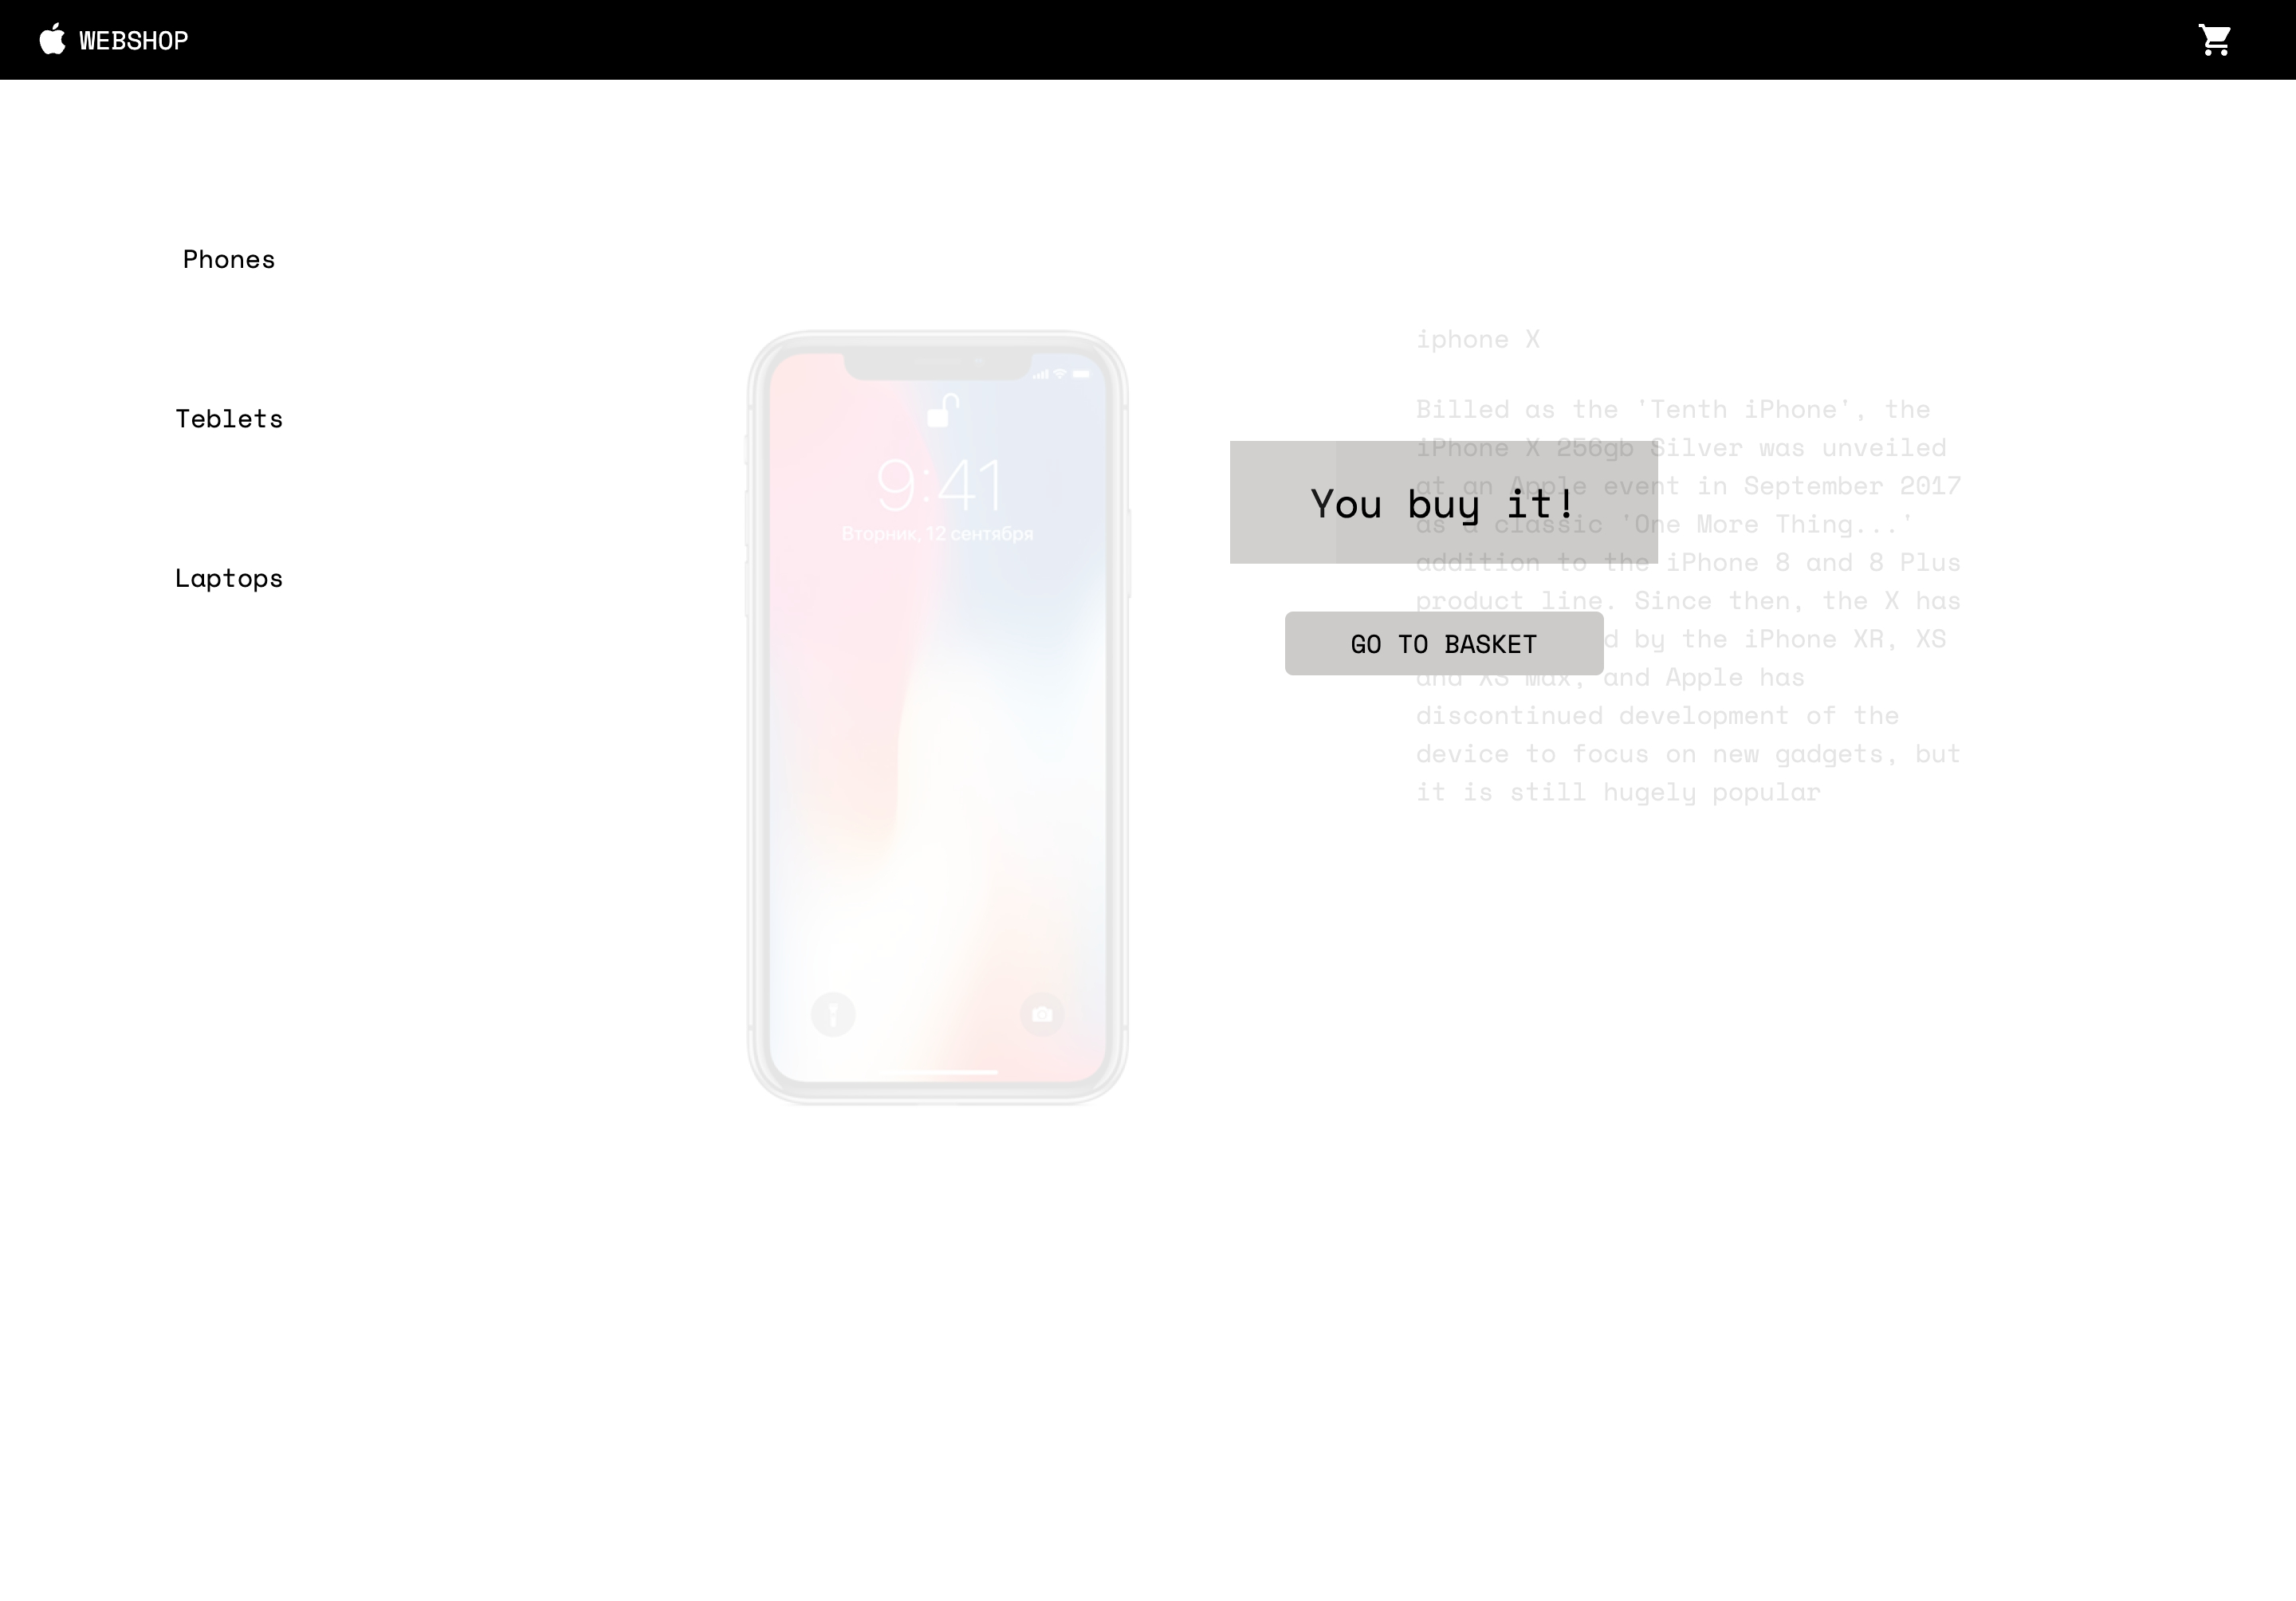 WEBSHOP
Phones
Teblets
Laptops
9:41
Вторник, 12 сентября
iphone X
Billed as the 'Tenth iPhone', the
iPhone X 256gb Silver was unveiled
at an Apple event in September 2017
as a classic 'One More Thing...'
addition to the iPhone 8 and 8 Plus
product line. Since then, the X has
d by the iPhone XR, XS
and XS Max, and Apple has
discontinued development of the
device to focus on new gadgets, but
it is still hugely popular
You buy it!
GO TO BASKET